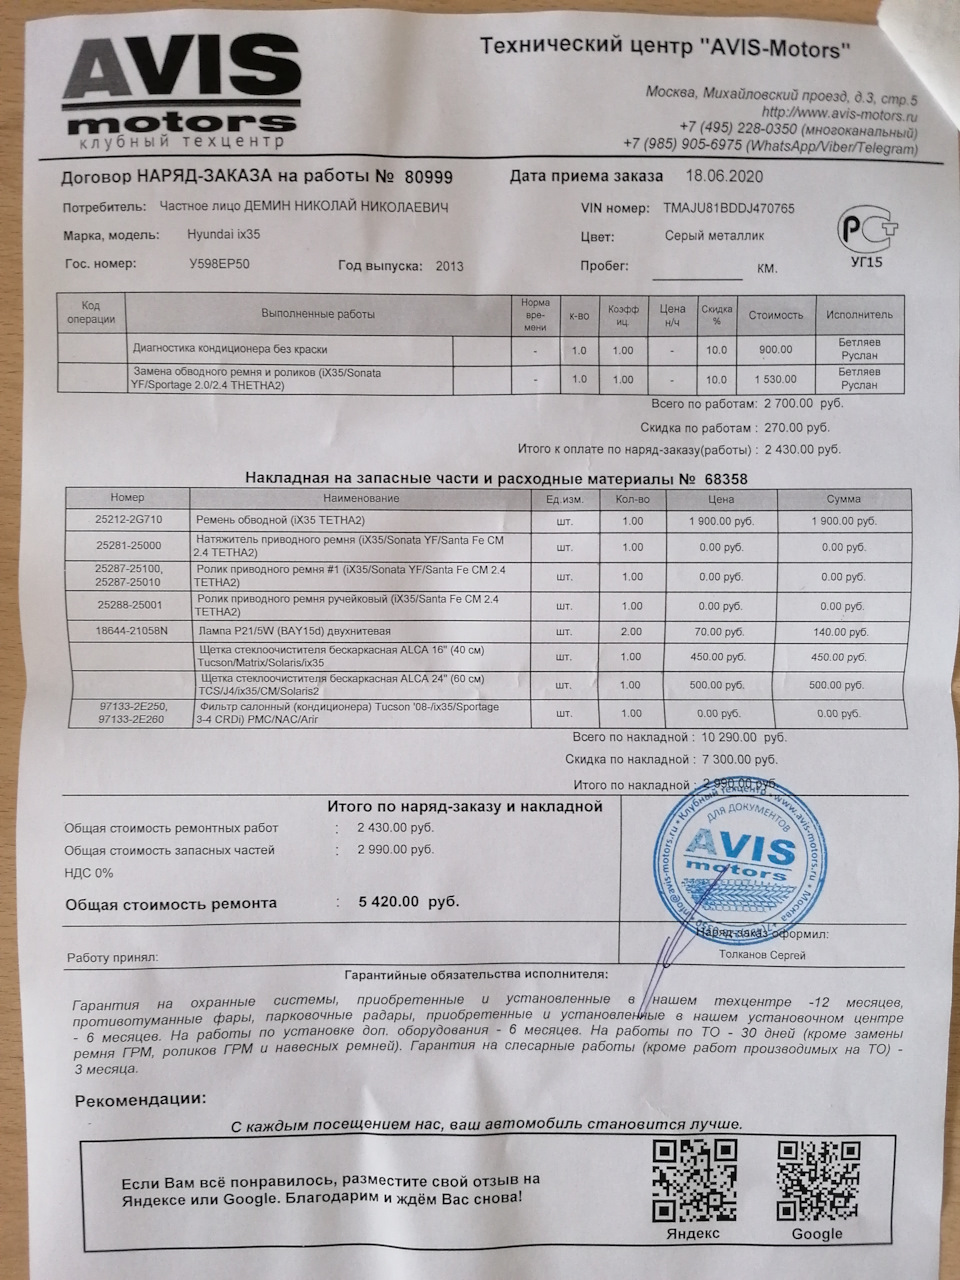 AVIS
motors
клубный техцентр
Технический центр "AVIS-Motors"
Москва, Михайловский проезд, д.3, стр.5
http://www.avis-motors.ru
+7 (495) 228-0350 (многоканальный)
+7 (985) 905-6975 (WhatsApp/Viber/Telegram)
Договор НАРЯД-ЗАКАЗА на работы № 80999 Дата приема заказа 18.06.2020
Потребитель: Частное лицо ДЕМИН НИКОЛАЙ НИКОЛАЕВИЧ VIN номер: TMAJU81BDDJ470765
Марка, модель: Hyundai ix35 Цвет: Серый металлик
Гос. номер: У598ЕР50 Год выпуска: 2013 Пробег: КМ.
РСТ
УГ15
Код операции Выполненные работы Норма вре- мени к-во Коэфф иц. Цена н/ч Скидка % Стоимость Исполнитель
Диагностика кондиционера без краски - 1.0 1.00 - 10.0 900.00 Бетляев Руслан
Замена обводного ремня и роликов (iX35/Sonata YF/Sportage 2.0/2.4 THETHA2) - 1.0 1.00 - 10.0 1 530.00 Бетляев Руслан
Всего по работам: 2 700.00 руб.
Скидка по работам : 270.00 руб.
Итого к оплате по наряд-заказу(работы) : 2 430.00 руб.
Накладная на запасные части и расходные материалы № 68358
Номер Наименование Ед.изм. Кол-во Цена Сумма
25212-2G710 Ремень обводной (iX35 TETHA2) шт. 1.00 1 900.00 руб. 1 900.00 руб.
25281-25000 Натяжитель приводного ремня (iX35/Sonata YF/Santa Fe CM 2.4 TETHA2) шт. 1.00 0.00 руб. 0.00 руб.
25287-25100, 25287-25010 Ролик приводного ремня #1 (iX35/Sonata YF/Santa Fe CM 2.4 TETHA2) шт. 1.00 0.00 руб. 0.00 руб.
25288-25001 Ролик приводного ремня ручейковый (iX35/Santa Fe CM 2.4 TETHA2) шт. 1.00 0.00 руб. 0.00 руб.
18644-21058N Лампа P21/5W (BAY15d) двухнитевая шт. 2.00 70.00 руб. 140.00 руб.
Щетка стеклоочистителя бескаркасная ALCA 16" (40 см) Tucson/Matrix/Solaris/ix35 шт. 1.00 450.00 руб. 450.00 руб.
Щетка стеклоочистителя бескаркасная ALCA 24" (60 см) TCS/J4/ix35/CM/Solaris2 шт. 1.00 500.00 руб. 500.00 руб.
97133-2E250, 97133-2E260 Фильтр салонный (кондиционера) Tucson '08-/ix35/Sportage 3-4 CRDi) PMC/NAC/Arir шт. 1.00 0.00 руб. 0.00 руб.
Всего по накладной : 10 290.00 руб.
Скидка по накладной : 7 300.00 руб.
Итого по накладной : 2 990.00 руб.
Итого по наряд-заказу и накладной
Общая стоимость ремонтных работ : 2 430.00 руб.
Общая стоимость запасных частей : 2 990.00 руб.
НДС 0%
Общая стоимость ремонта : 5 420.00 руб.
Клубный техцентр • www.avis-motors.ru • Москва
info@avis-motors.ru
ДЛЯ ДОКУМЕНТОВ
AVIS
motors
Наряд-заказ оформил:
Работу принял: Толканов Сергей
Гарантийные обязательства исполнителя:
Гарантия на охранные системы, приобретенные и установленные в нашем техцентре -12 месяцев,
противотуманные фары, парковочные радары, приобретенные и установленные в нашем установочном центре
- 6 месяцев. На работы по установке доп. оборудования - 6 месяцев. На работы по ТО - 30 дней (кроме замены
ремня ГРМ, роликов ГРМ и навесных ремней). Гарантия на слесарные работы (кроме работ производимых на ТО) -
3 месяца.
Рекомендации:
С каждым посещением нас, ваш автомобиль становится лучше.
Если Вам всё понравилось, разместите свой отзыв на
Яндексе или Google. Благодарим и ждём Вас снова!
Яндекс Google